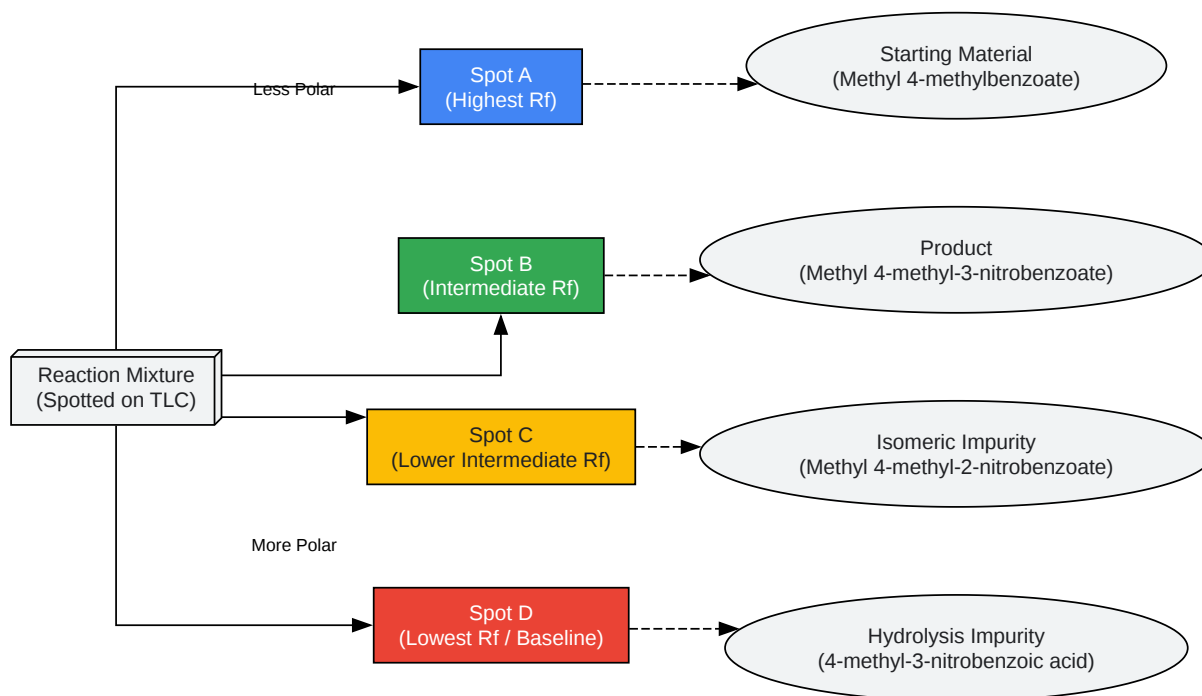 Less Polar
Spot A
(Highest Rf)
Starting Material
(Methyl 4-methylbenzoate)
Spot B
(Intermediate Rf)
Product
(Methyl 4-methyl-3-nitrobenzoate)
Reaction Mixture
(Spotted on TLC)
Spot C
(Lower Intermediate Rf)
Isomeric Impurity
(Methyl 4-methyl-2-nitrobenzoate)
More Polar
Spot D
(Lowest Rf / Baseline)
Hydrolysis Impurity
(4-methyl-3-nitrobenzoic acid)